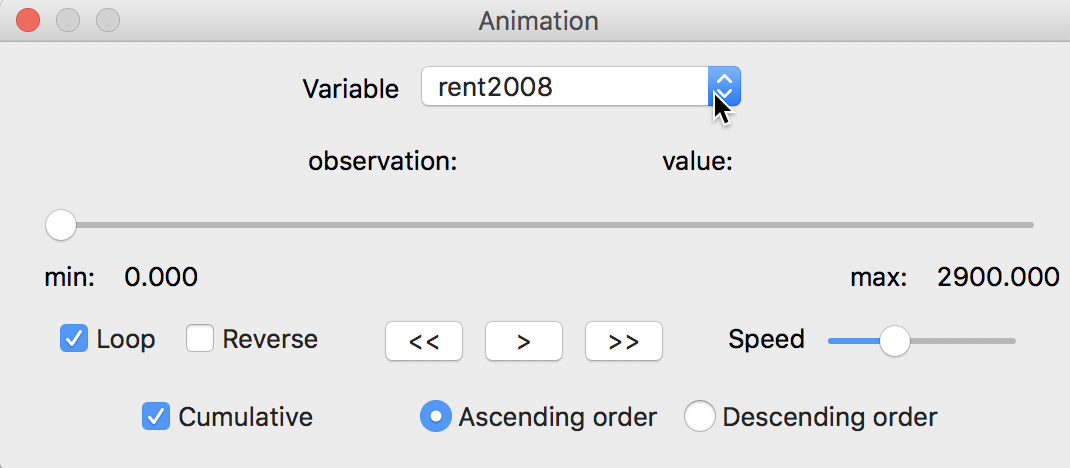 Animation
Variable rent2008
observation: value:
min: 0.000 max: 2900.000
Loop Reverse << > >> Speed
Cumulative Ascending order Descending order